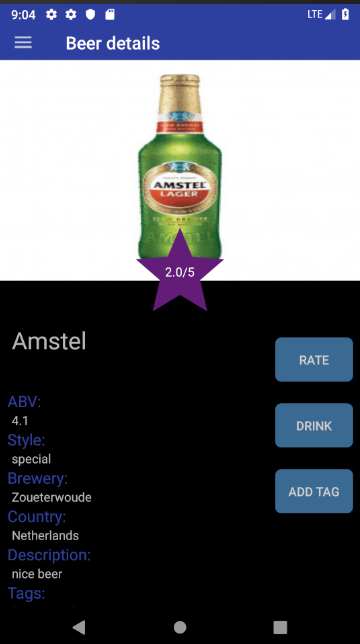 9:04 LTE
Beer details
AMSTEL
LAGER
2.0/5
Amstel
RATE
ABV:
4.1
DRINK
Style:
special
Brewery:
ADD TAG
Zoueterwoude
Country:
Netherlands
Description:
nice beer
Tags: